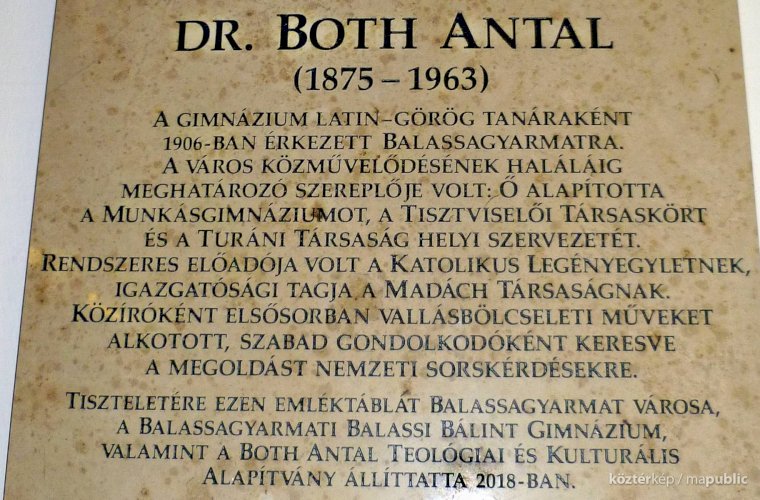 DR. BOTH ANTAL
(1875 – 1963)
A GIMNÁZIUM LATIN–GÖRÖG TANÁRAKÉNT
1906-BAN ÉRKEZETT BALASSAGYARMATRA.
A VÁROS KÖZMŰVELŐDÉSÉNEK HALÁLÁIG
MEGHATÁROZÓ SZEREPLŐJE VOLT: Ő ALAPÍTOTTA
A MUNKÁSGIMNÁZIUMOT, A TISZTVISELŐI TÁRSASKÖRT
ÉS A TURÁNI TÁRSASÁG HELYI SZERVEZETÉT.
RENDSZERES ELŐADÓJA VOLT A KATOLIKUS LEGÉNYEGYLETNEK,
IGAZGATÓSÁGI TAGJA A MADÁCH TÁRSASÁGNAK.
KÖZÍRÓKÉNT ELSŐSORBAN VALLÁSBÖLCSELETI MŰVEKET
ALKOTOTT, SZABAD GONDOLKODÓKÉNT KERESVE
A MEGOLDÁST NEMZETI SORSKÉRDÉSEKRE.
TISZTELETÉRE EZEN EMLÉKTÁBLÁT BALASSAGYARMAT VÁROSA,
A BALASSAGYARMATI BALASSI BÁLINT GIMNÁZIUM,
VALAMINT A BOTH ANTAL TEOLÓGIAI ÉS KULTURÁLIS
ALAPÍTVÁNY ÁLLÍTTATTA 2018-BAN.
köztérkép / mapublic